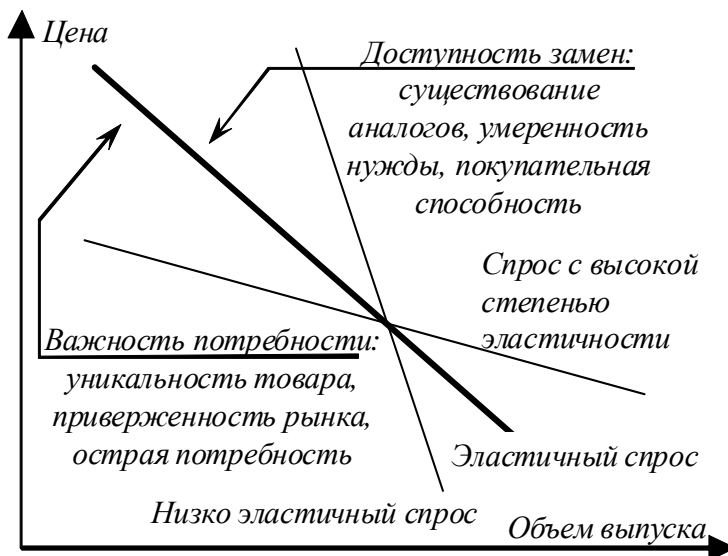 Цена
Доступность замен:
существование
аналогов, умеренность
нужды, покупательная
способность
Спрос с высокой
степенью
эластичности
Важность потребности:
уникальность товара,
приверженность рынка,
острая потребность
Эластичный спрос
Низко эластичный спрос
Объем выпуска